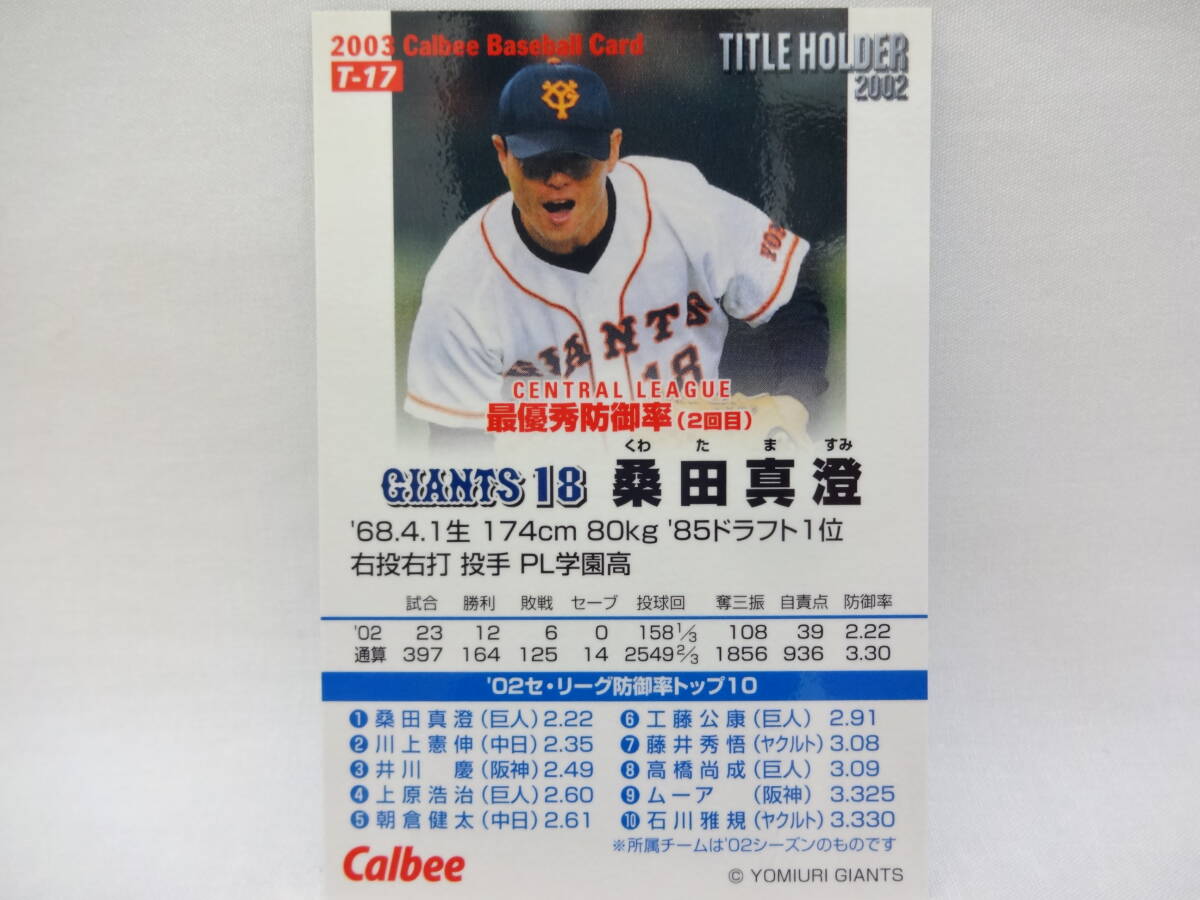 2003 Calbee Baseball Card
T-17
TITLE HOLDER
2002
YG
YO
GIANTS
18
CENTRAL LEAGUE
最優秀防御率(2回目)
くわ た ま すみ
GIANTS 18 桑田真澄
'68.4.1生 174cm 80kg '85ドラフト1位
右投右打 投手 PL学園高
試合 勝利 敗戦 セーブ 投球回 奪三振 自責点 防御率
'02 23 12 6 0 158 1/3 108 39 2.22
通算 397 164 125 14 2549 2/3 1856 936 3.30
'02セ・リーグ防御率トップ10
❶ 桑田真澄(巨人)2.22
❷ 川上憲伸(中日)2.35
❸ 井川 慶(阪神)2.49
❹ 上原浩治(巨人)2.60
❺ 朝倉健太(中日)2.61
❻ 工藤公康(巨人) 2.91
❼ 藤井秀悟(ヤクルト)3.08
❽ 高橋尚成(巨人) 3.09
❾ ムーア (阪神) 3.325
❿ 石川雅規(ヤクルト)3.330
※所属チームは'02シーズンのものです
Calbee
© YOMIURI GIANTS